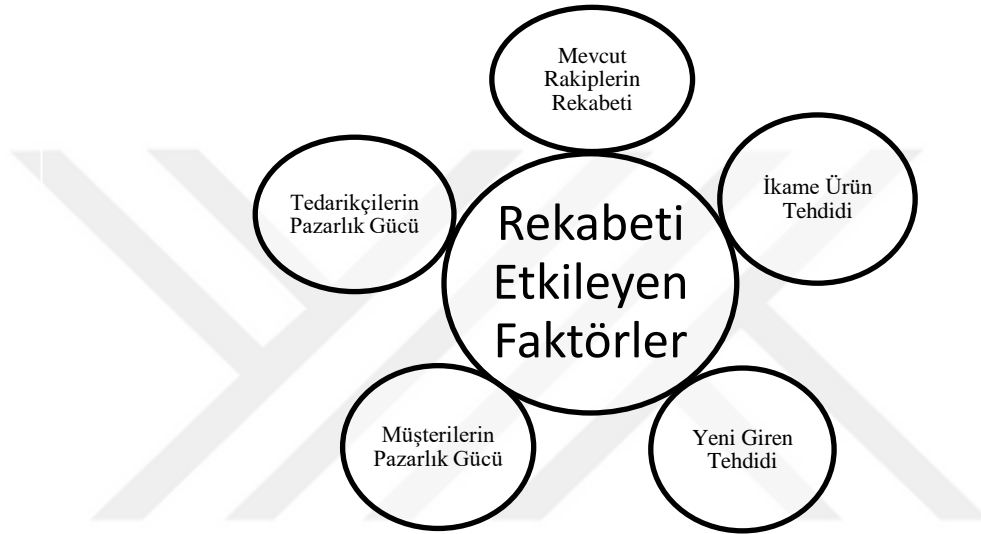 Mevcut
Rakiplerin
Rekabeti
İkame Ürün
Tehdidi
Tedarikçilerin
Pazarlık Gücü
Rekabeti
Etkileyen
Faktörler
Müşterilerin
Pazarlık Gücü
Yeni Giren
Tehdidi